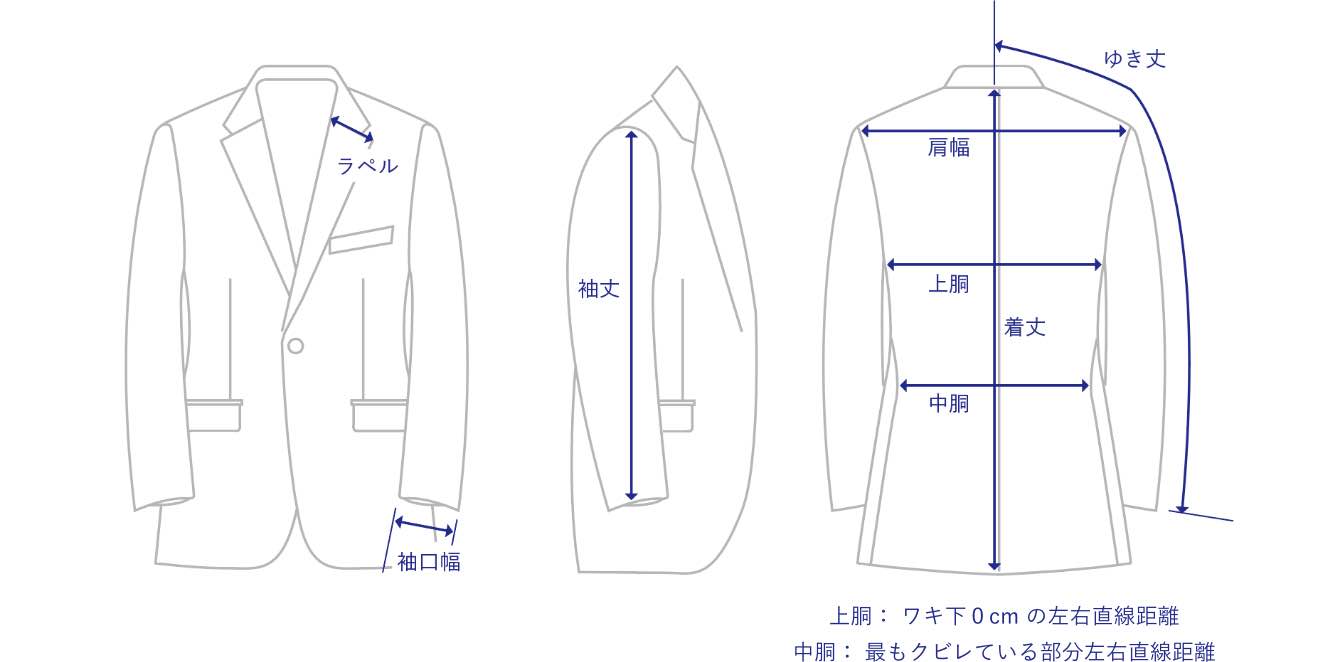 ゆき丈
肩幅
ラペル
袖丈
上胴
着丈
中胴
袖口幅
上胴： ワキ下0cm の左右直線距離
中胴： 最もクビレている部分左右直線距離